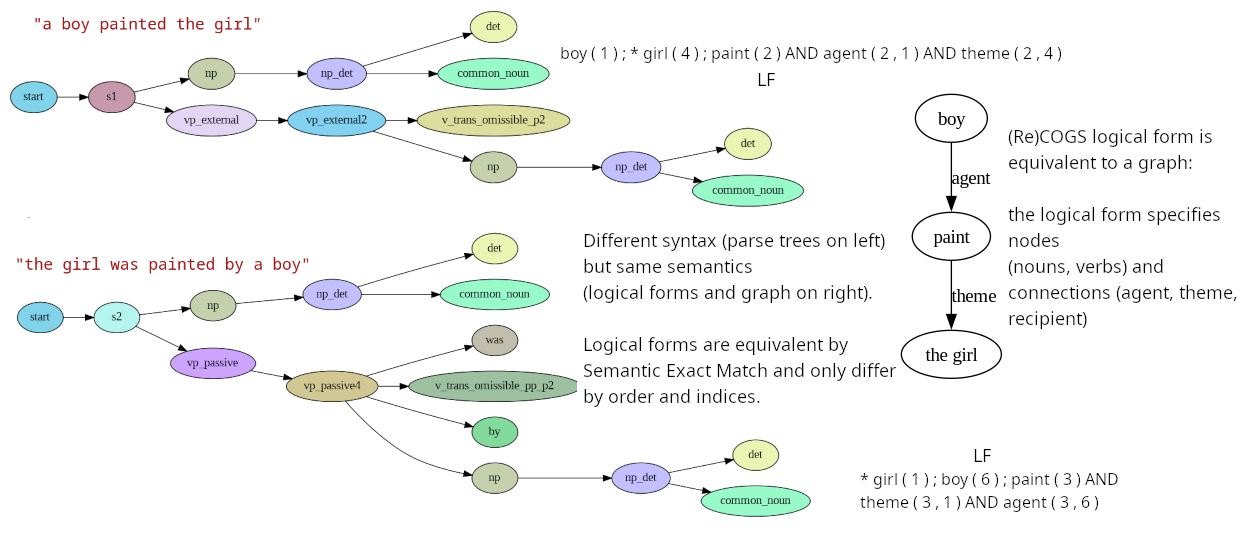 "a boy painted the girl"
start
s1
np
np_det
det
common_noun
vp_external
vp_external2
v_trans_omissible_p2
np
np_det
det
common_noun
boy ( 1 ) ; * girl ( 4 ) ; paint ( 2 ) AND agent ( 2 , 1 ) AND theme ( 2 , 4 )
LF
boy
agent
paint
theme
the girl
(Re)COGS logical form is
equivalent to a graph:
the logical form specifies
nodes
(nouns, verbs) and
connections (agent, theme,
recipient)
"the girl was painted by a boy"
start
s2
np
np_det
det
common_noun
vp_passive
vp_passive4
was
v_trans_omissible_pp_p2
by
np
np_det
det
common_noun
Different syntax (parse trees on left)
but same semantics
(logical forms and graph on right).
Logical forms are equivalent by
Semantic Exact Match and only differ
by order and indices.
LF
* girl ( 1 ) ; boy ( 6 ) ; paint ( 3 ) AND
theme ( 3 , 1 ) AND agent ( 3 , 6 )